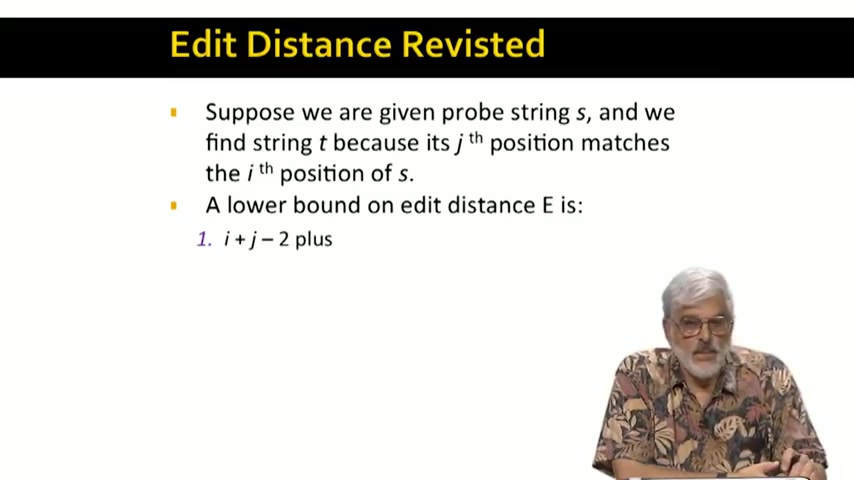 Edit Distance Revisted
Suppose we are given probe string s, and we
find string t because its j th position matches
the i th position of s.
A lower bound on edit distance E is:
1. i + j – 2 plus